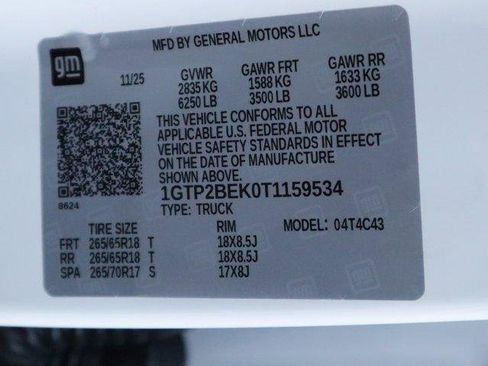 MFD BY GENERAL MOTORS LLC
gm
11/25 GVWR GAWR FRT GAWR RR
2835 KG 1588 KG 1633 KG
6250 LB 3500 LB 3600 LB
THIS VEHICLE CONFORMS TO ALL
APPLICABLE U.S. FEDERAL MOTOR
VEHICLE SAFETY STANDARDS IN EFFECT
ON THE DATE OF MANUFACTURE
SHOWN ABOVE.
8624
1GTP2BEK0T1159534
TYPE: TRUCK MODEL: 04T4C43
TIRE SIZE RIM
FRT 265/65R18 T 18X8.5J
RR 265/65R18 T 18X8.5J
SPA 265/70R17 S 17X8J